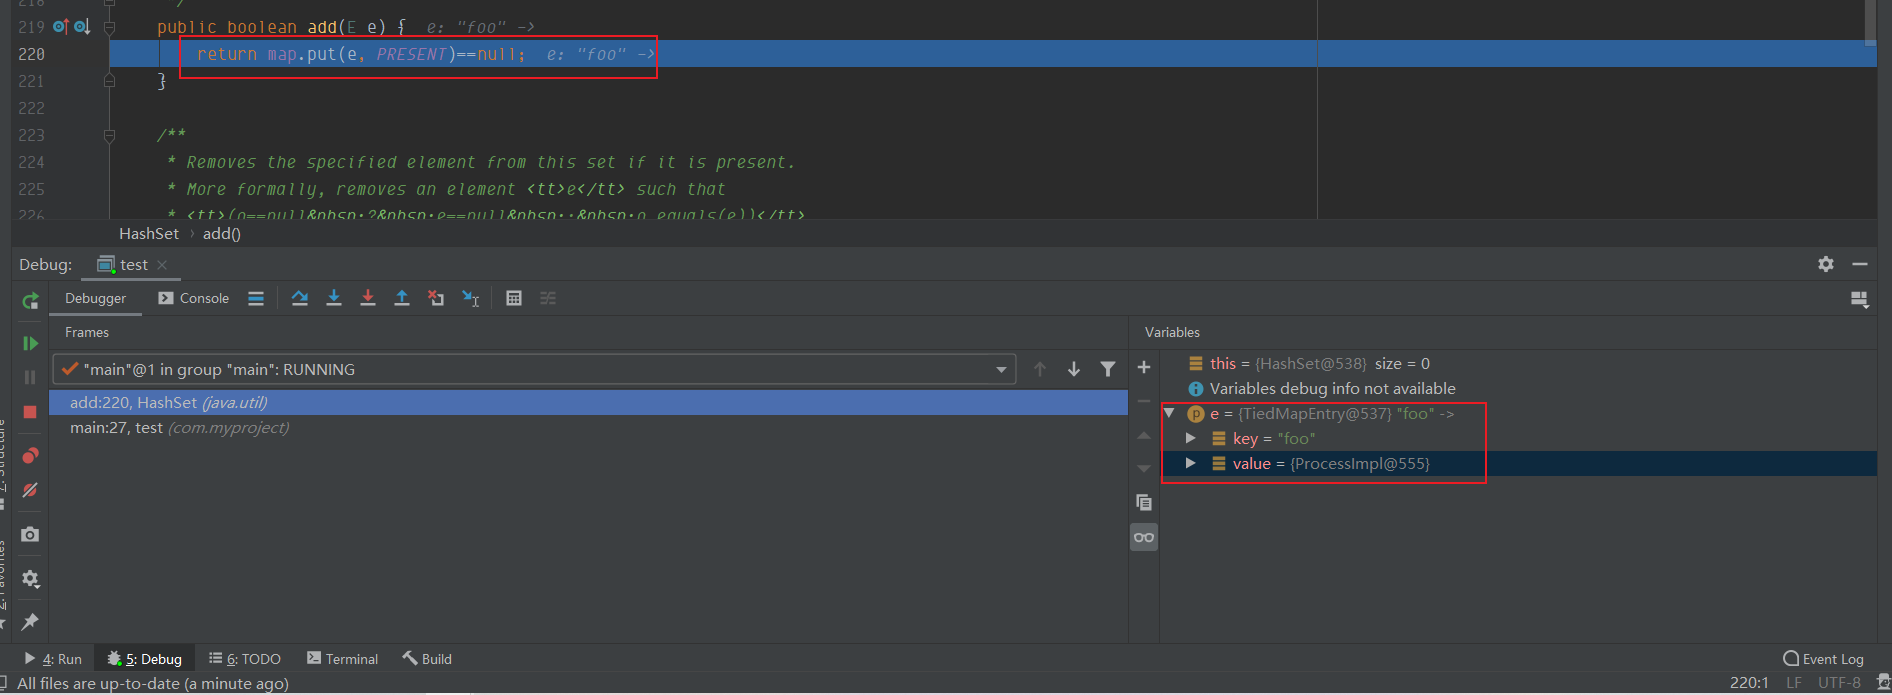 218 */
219 public boolean add(E e) { e: "foo" ->
220 return map.put(e, PRESENT)==null; e: "foo" ->
221 }
222
223 /**
224 * Removes the specified element from this set if it is present.
225 * More formally, removes an element <tt>e</tt> such that
226 * <tt>(o==null&nbsp;?&nbsp;e==null&nbsp;:&nbsp;o.equals(e))</tt>
HashSet › add()
Debug: test
Debugger Console
Frames
Variables
"main"@1 in group "main": RUNNING
add:220, HashSet (java.util)
main:27, test (com.myproject)
this = {HashSet@538} size = 0
Variables debug info not available
e = {TiedMapEntry@537} "foo" ->
key = "foo"
value = {ProcessImpl@555}
Z: Structure
2: Favorites
4: Run 5: Debug 6: TODO Terminal Build Event Log
All files are up-to-date (a minute ago) 220:1 LF UTF-8